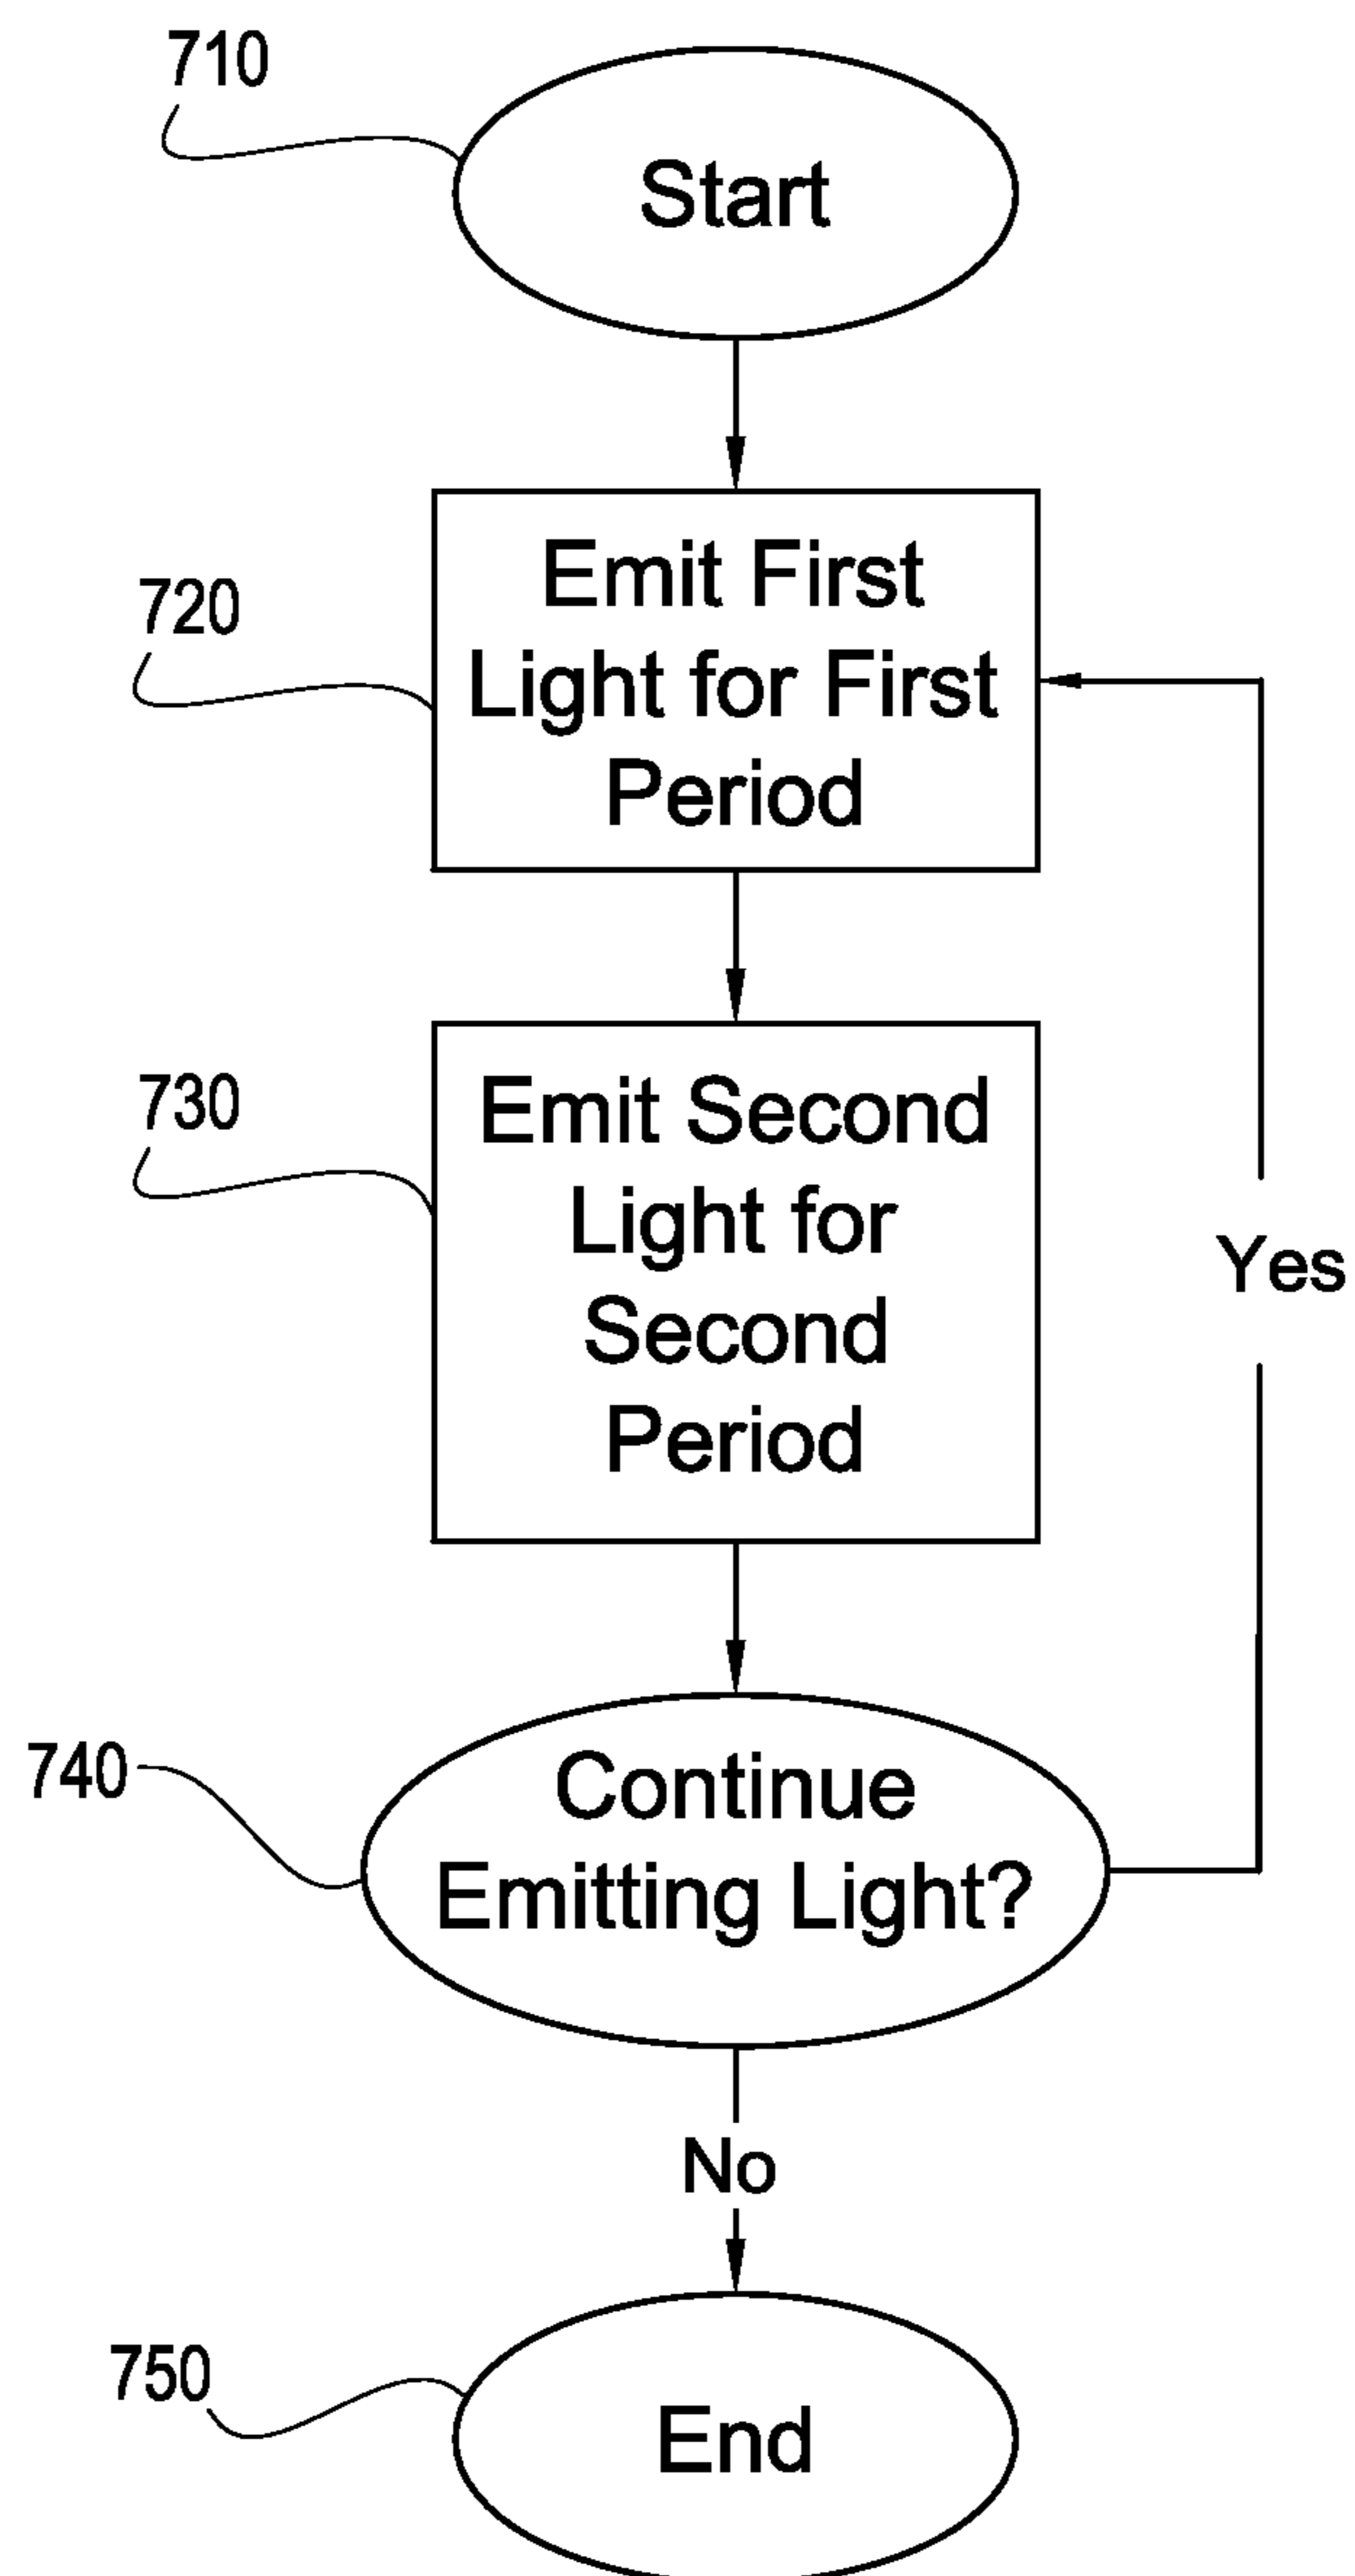 710
Start
720
Emit First
Light for First
Period
730
Emit Second
Light for
Second
Period
Yes
740
Continue
Emitting Light?
No
750
End